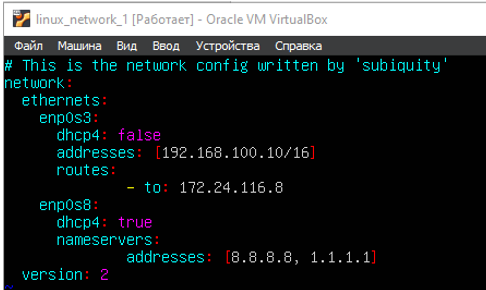 linux_network_1 [Работает] - Oracle VM VirtualBox
Файл Машина Вид Ввод Устройства Справка
# This is the network config written by 'subiquity'
network:
  ethernets:
    enp0s3:
      dhcp4: false
      addresses: [192.168.100.10/16]
      routes:
              - to: 172.24.116.8
    enp0s8:
      dhcp4: true
      nameservers:
              addresses: [8.8.8.8, 1.1.1.1]
  version: 2